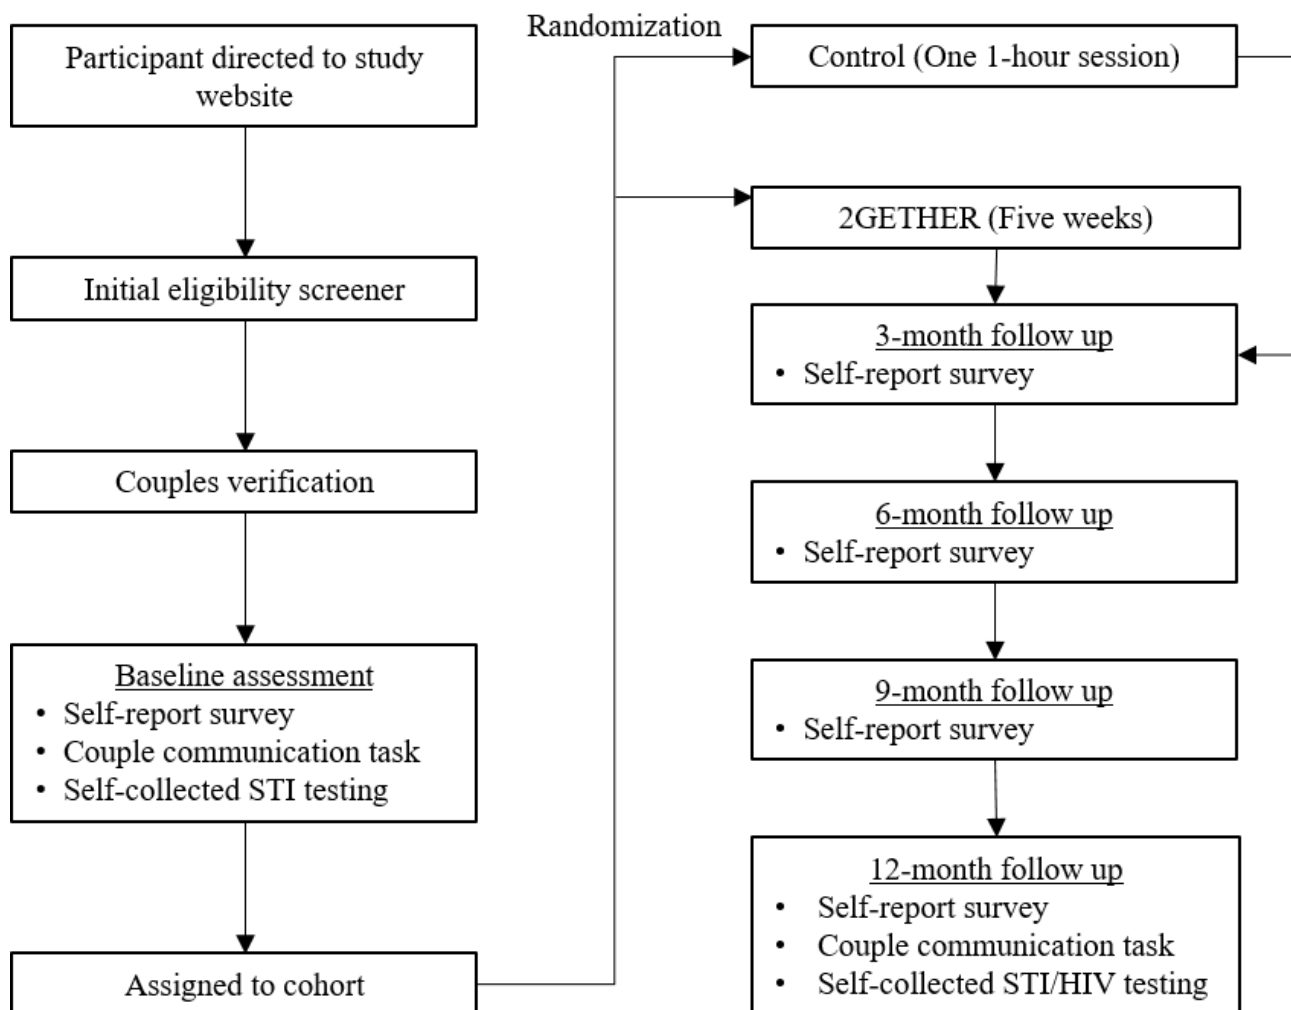 Participant directed to study
website
Initial eligibility screener
Couples verification
Baseline assessment
• Self-report survey
• Couple communication task
• Self-collected STI testing
Assigned to cohort
Randomization
Control (One 1-hour session)
2GETHER (Five weeks)
3-month follow up
• Self-report survey
6-month follow up
• Self-report survey
9-month follow up
• Self-report survey
12-month follow up
• Self-report survey
• Couple communication task
• Self-collected STI/HIV testing